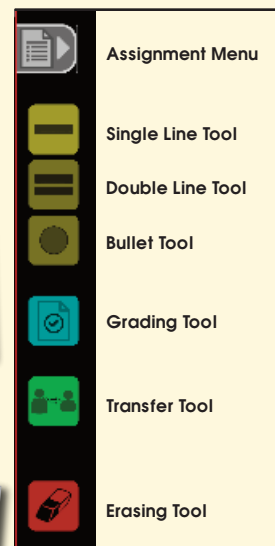 Assignment Menu
Single Line Tool
Double Line Tool
Bullet Tool
Grading Tool
Transfer Tool
Erasing Tool